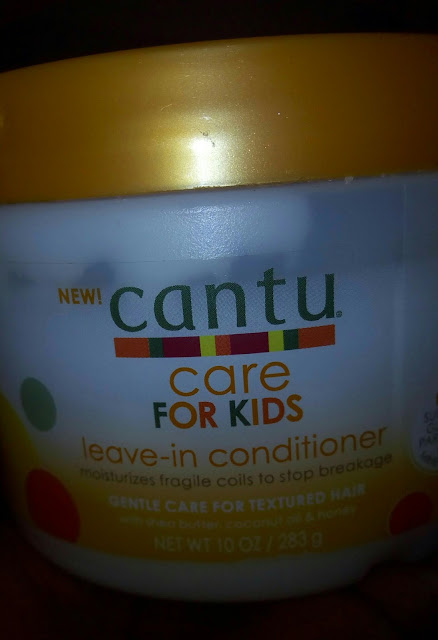 NEW! cantu®
care
FOR KIDS
leave-in conditioner
moisturizes fragile coils to stop breakage
GENTLE CARE FOR TEXTURED HAIR
with shea butter, coconut oil & honey
NET WT 10 OZ / 283 g